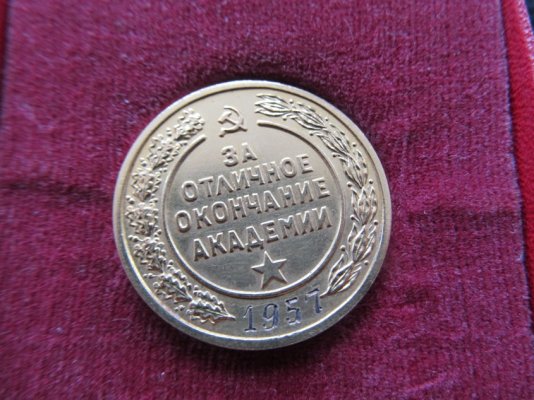 ЗА
ОТЛИЧНОЕ
ОКОНЧАНИЕ
АКАДЕМИИ
1957